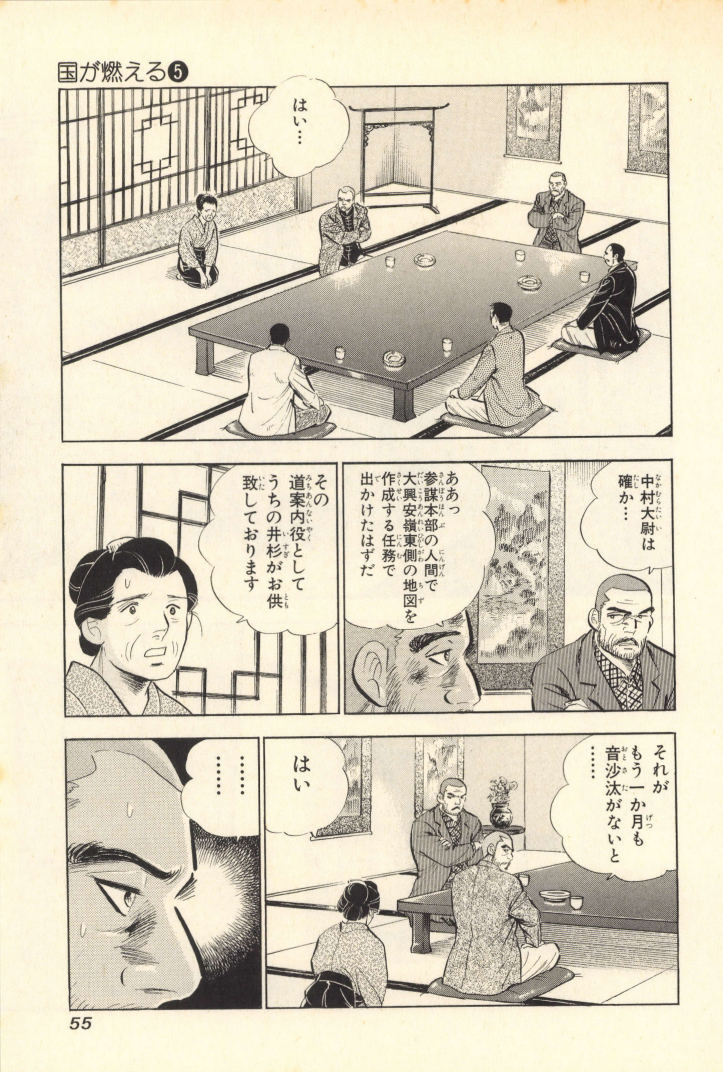 国が燃える❺
はい…
中村大尉は
確か…
ああっ
参謀本部の人間で
大興安嶺東側の地図を
作成する任務で
出かけたはずだ
その
道案内役として
うちの井杉がお供
致しております
それが
もう一か月も
音沙汰がないと
……
はい
……
……
55